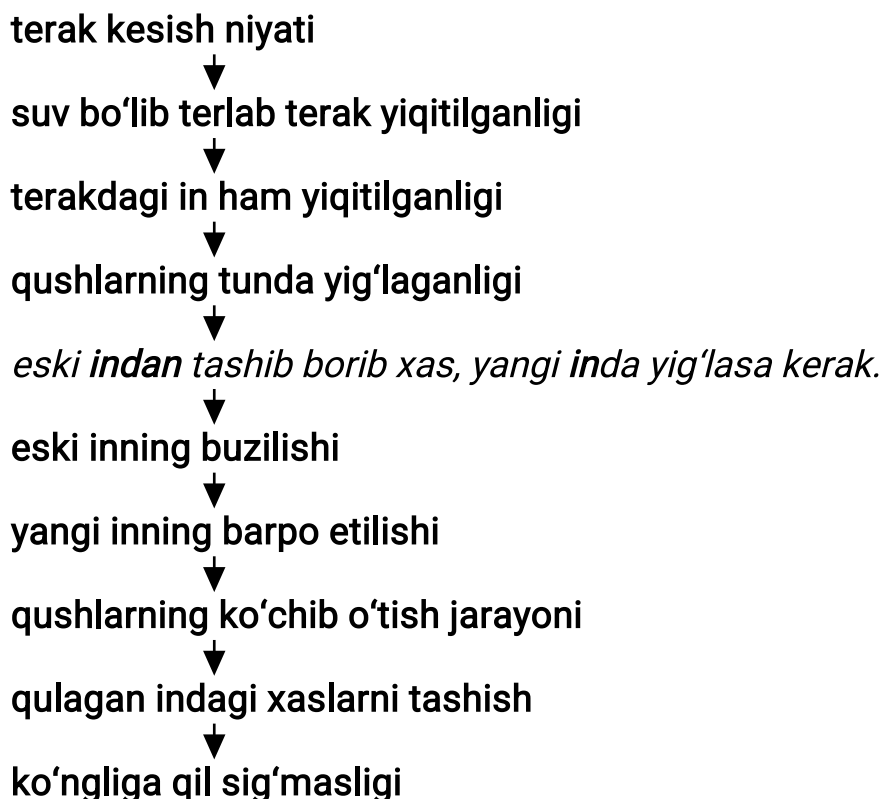 terak kesish niyati
suv bo‘lib terlab terak yiqitilganligi
terakdagi in ham yiqitilganligi
qushlarning tunda yig‘laganligi
eski indan tashib borib xas, yangi inda yig‘lasa kerak.
eski inning buzilishi
yangi inning barpo etilishi
qushlarning ko‘chib o‘tish jarayoni
qulagan indagi xaslarni tashish
ko‘ngliga qil sig‘masligi